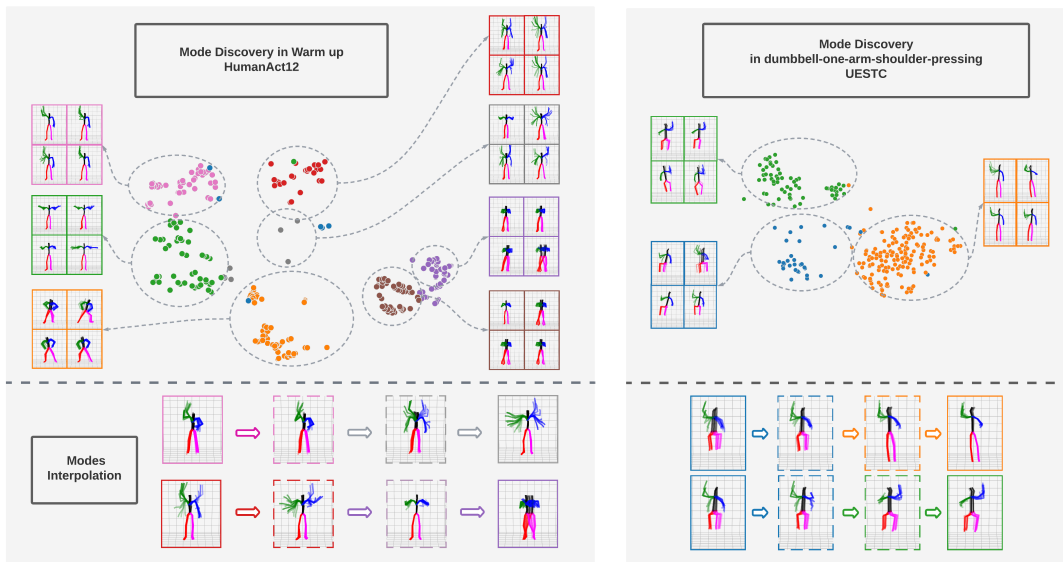 Mode Discovery in Warm up
HumanAct12
Mode Discovery
in dumbbell-one-arm-shoulder-pressing
UESTC
Modes
Interpolation